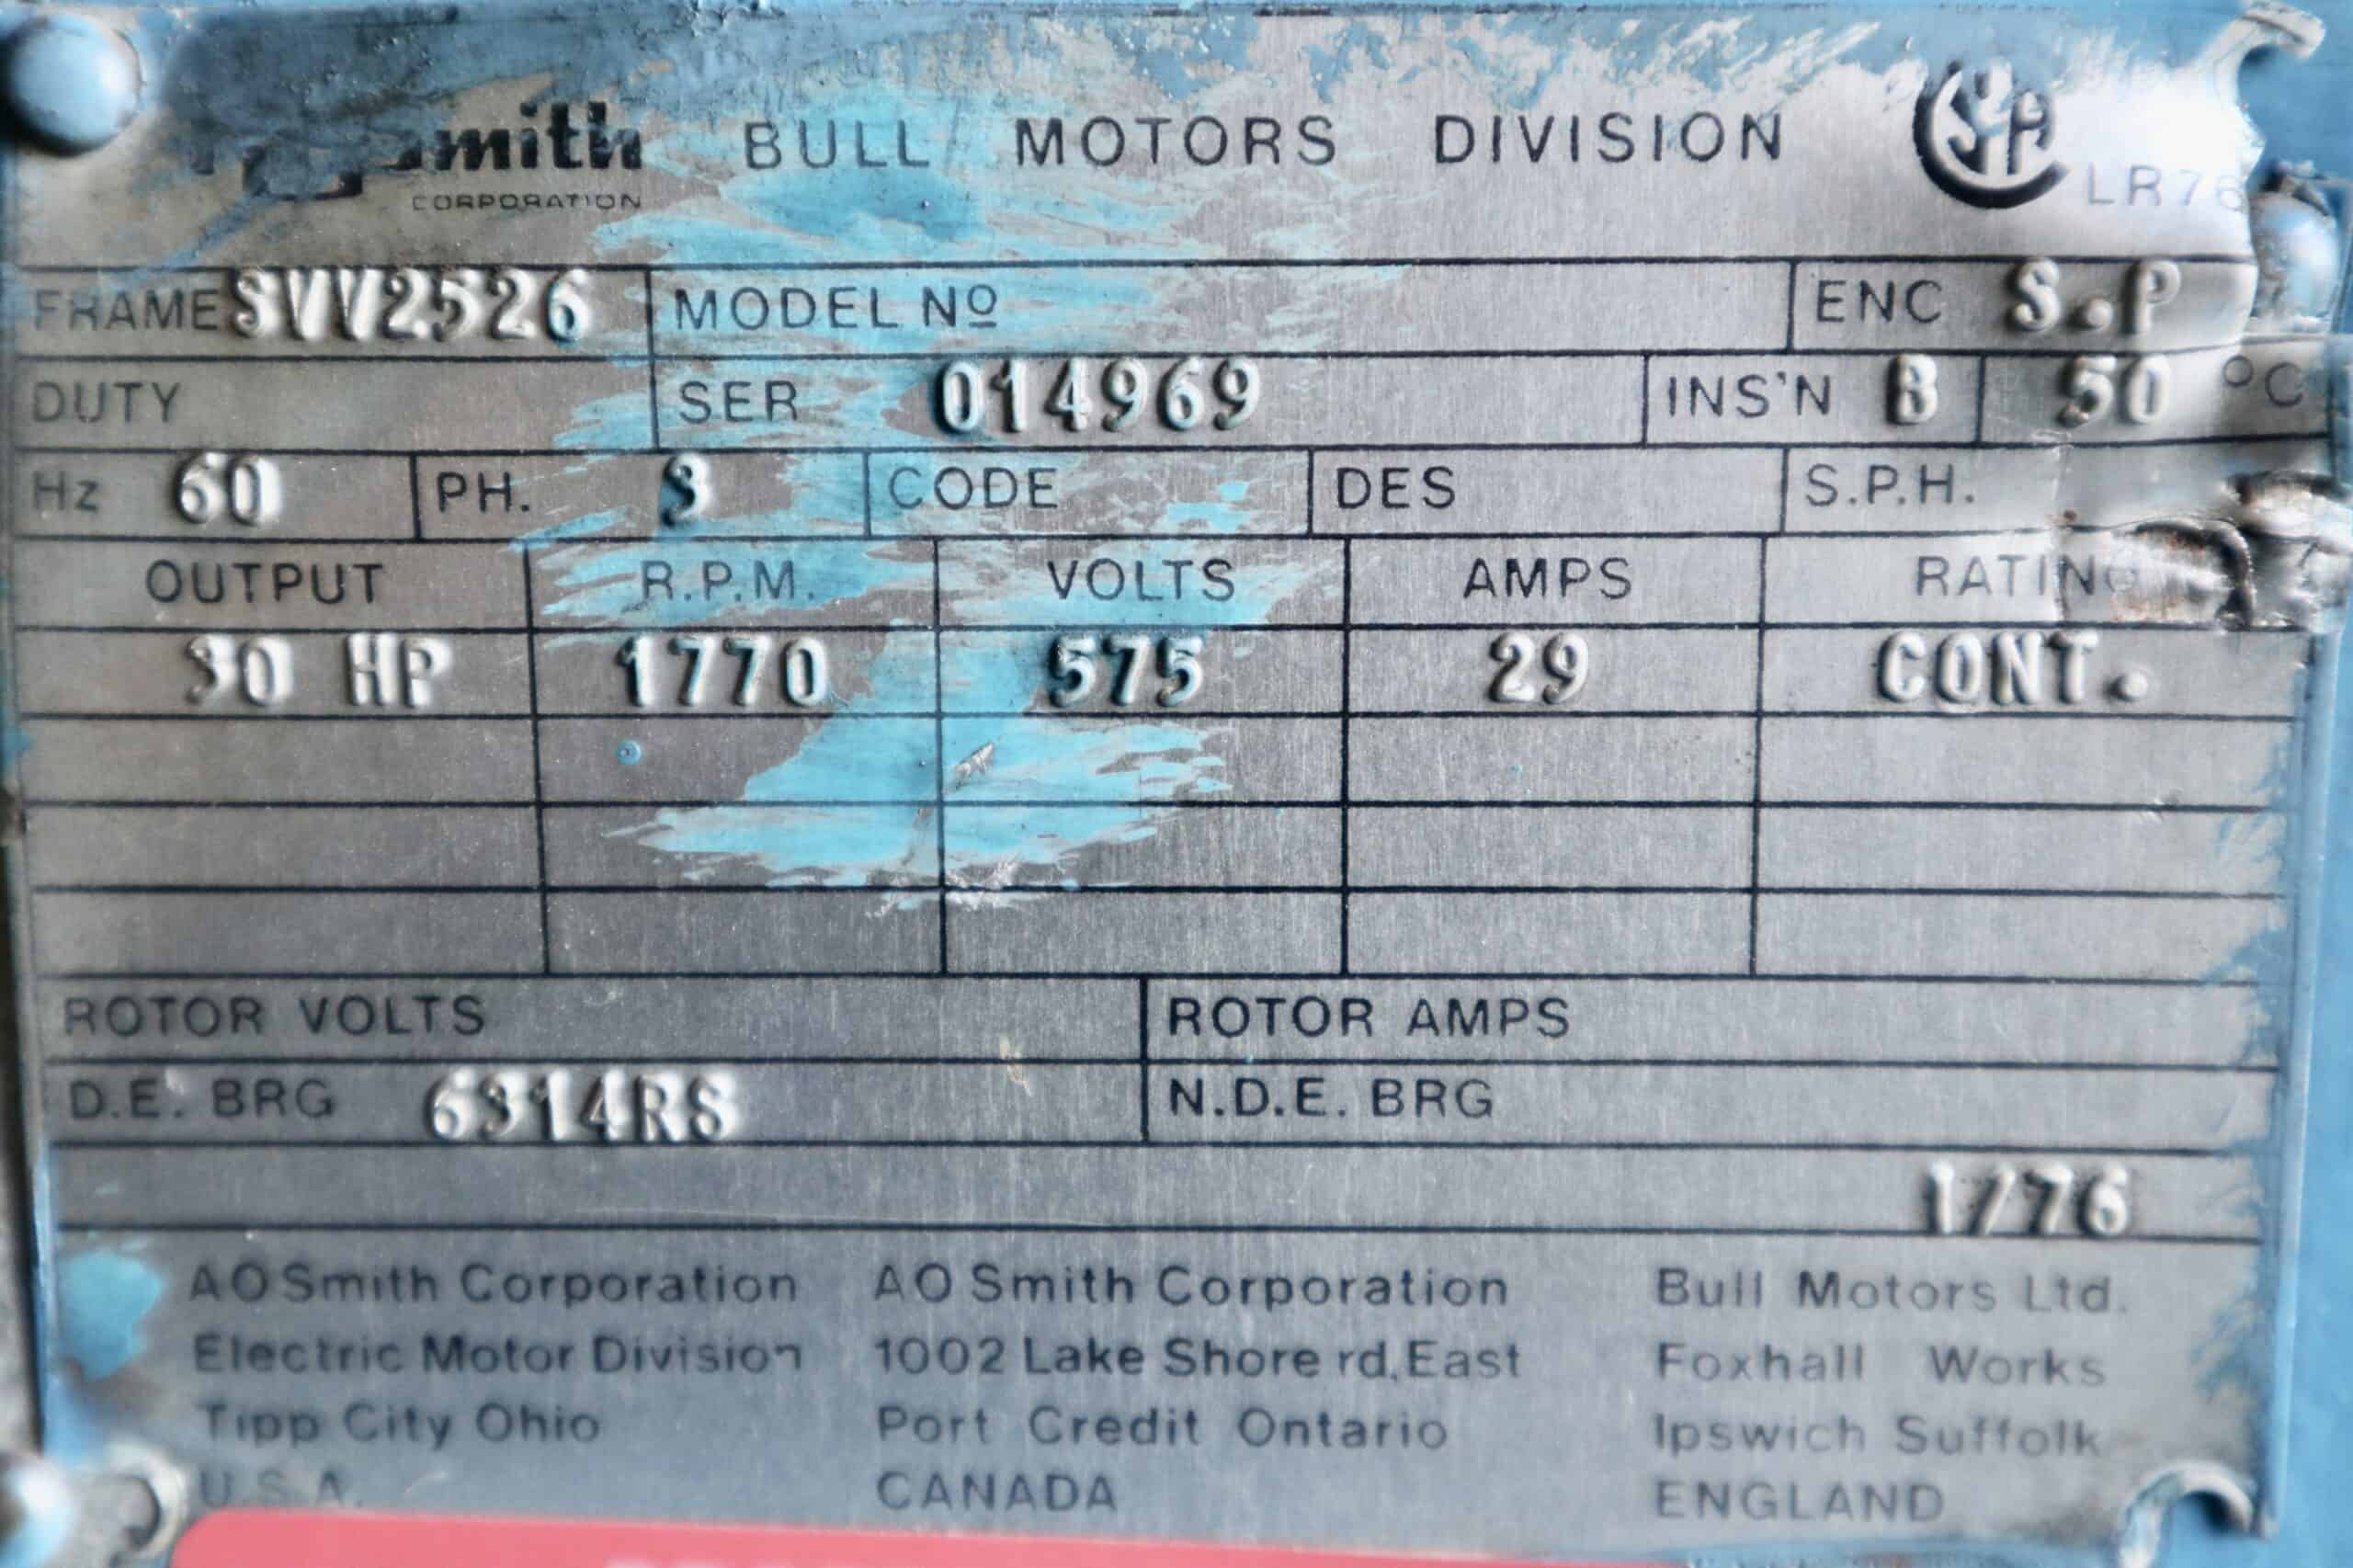 Smith BULL MOTORS DIVISION
CORPORATION LR76
FRAME SVV2526 MODEL Nº ENC S.P
DUTY SER 014969 INS'N B 50 °C
Hz 60 PH. 3 CODE DES S.P.H.
OUTPUT R.P.M. VOLTS AMPS RATING
30 HP 1770 575 29 CONT.
ROTOR VOLTS ROTOR AMPS
D.E. BRG 6314RS N.D.E. BRG
1/76
AO Smith Corporation AO Smith Corporation Bull Motors Ltd.
Electric Motor Division 1002 Lake Shore rd, East Foxhall Works
Tipp City Ohio Port Credit Ontario Ipswich Suffolk
U.S.A. CANADA ENGLAND